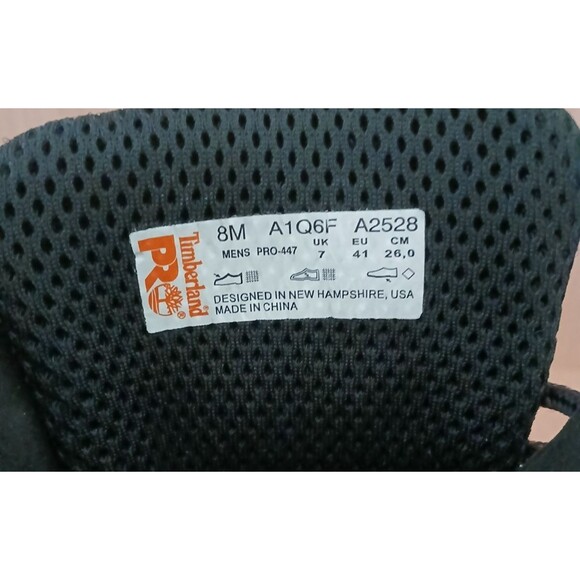 Timberland
PRO®
8M A1Q6F A2528
MENS PRO-447 UK 7 EU 41 CM 26,0
DESIGNED IN NEW HAMPSHIRE, USA
MADE IN CHINA